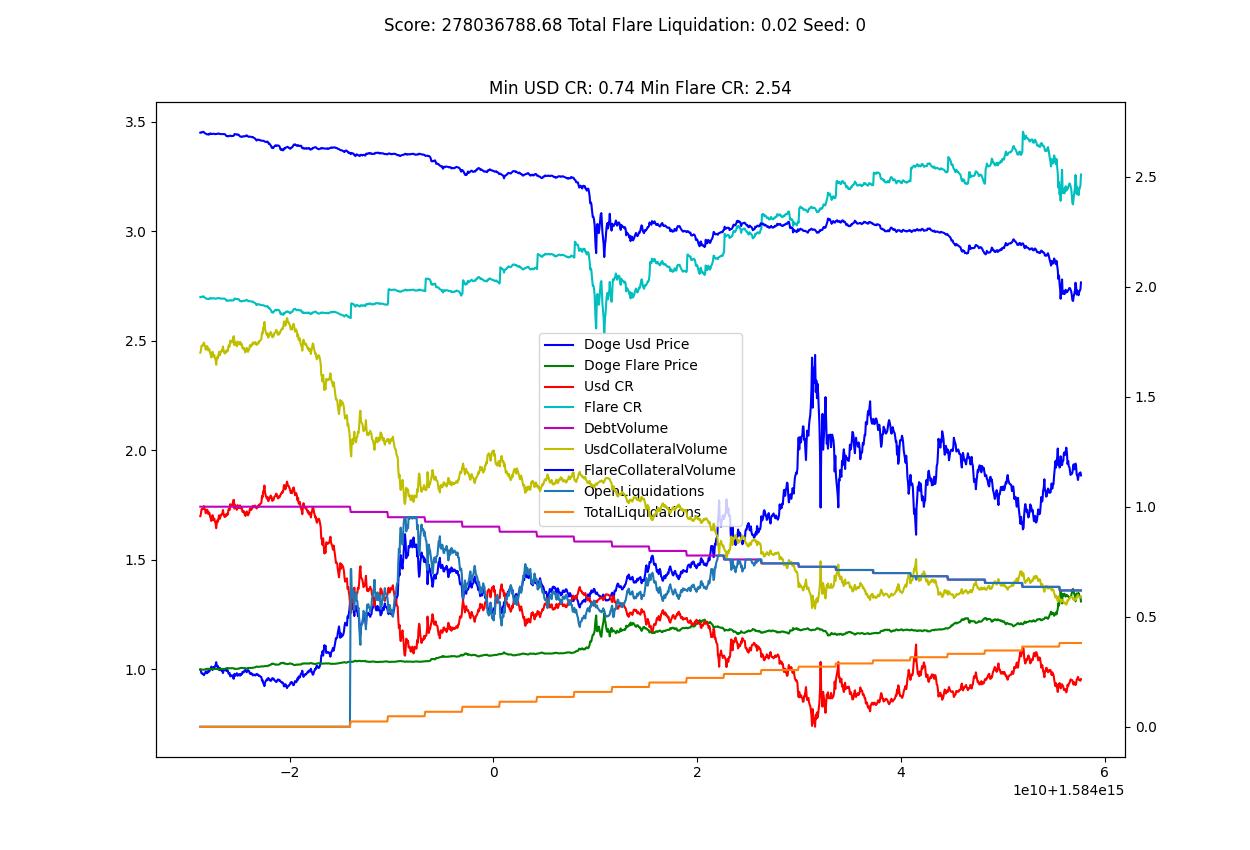 Score: 278036788.68 Total Flare Liquidation: 0.02 Seed: 0
Min USD CR: 0.74 Min Flare CR: 2.54
3.5
3.0
2.5
2.0
1.5
1.0
2.5
2.0
1.5
1.0
0.5
0.0
Doge Usd Price
Doge Flare Price
Usd CR
Flare CR
DebtVolume
UsdCollateralVolume
FlareCollateralVolume
OpenLiquidations
TotalLiquidations
−2 0 2 4 6
1e10+1.584e15